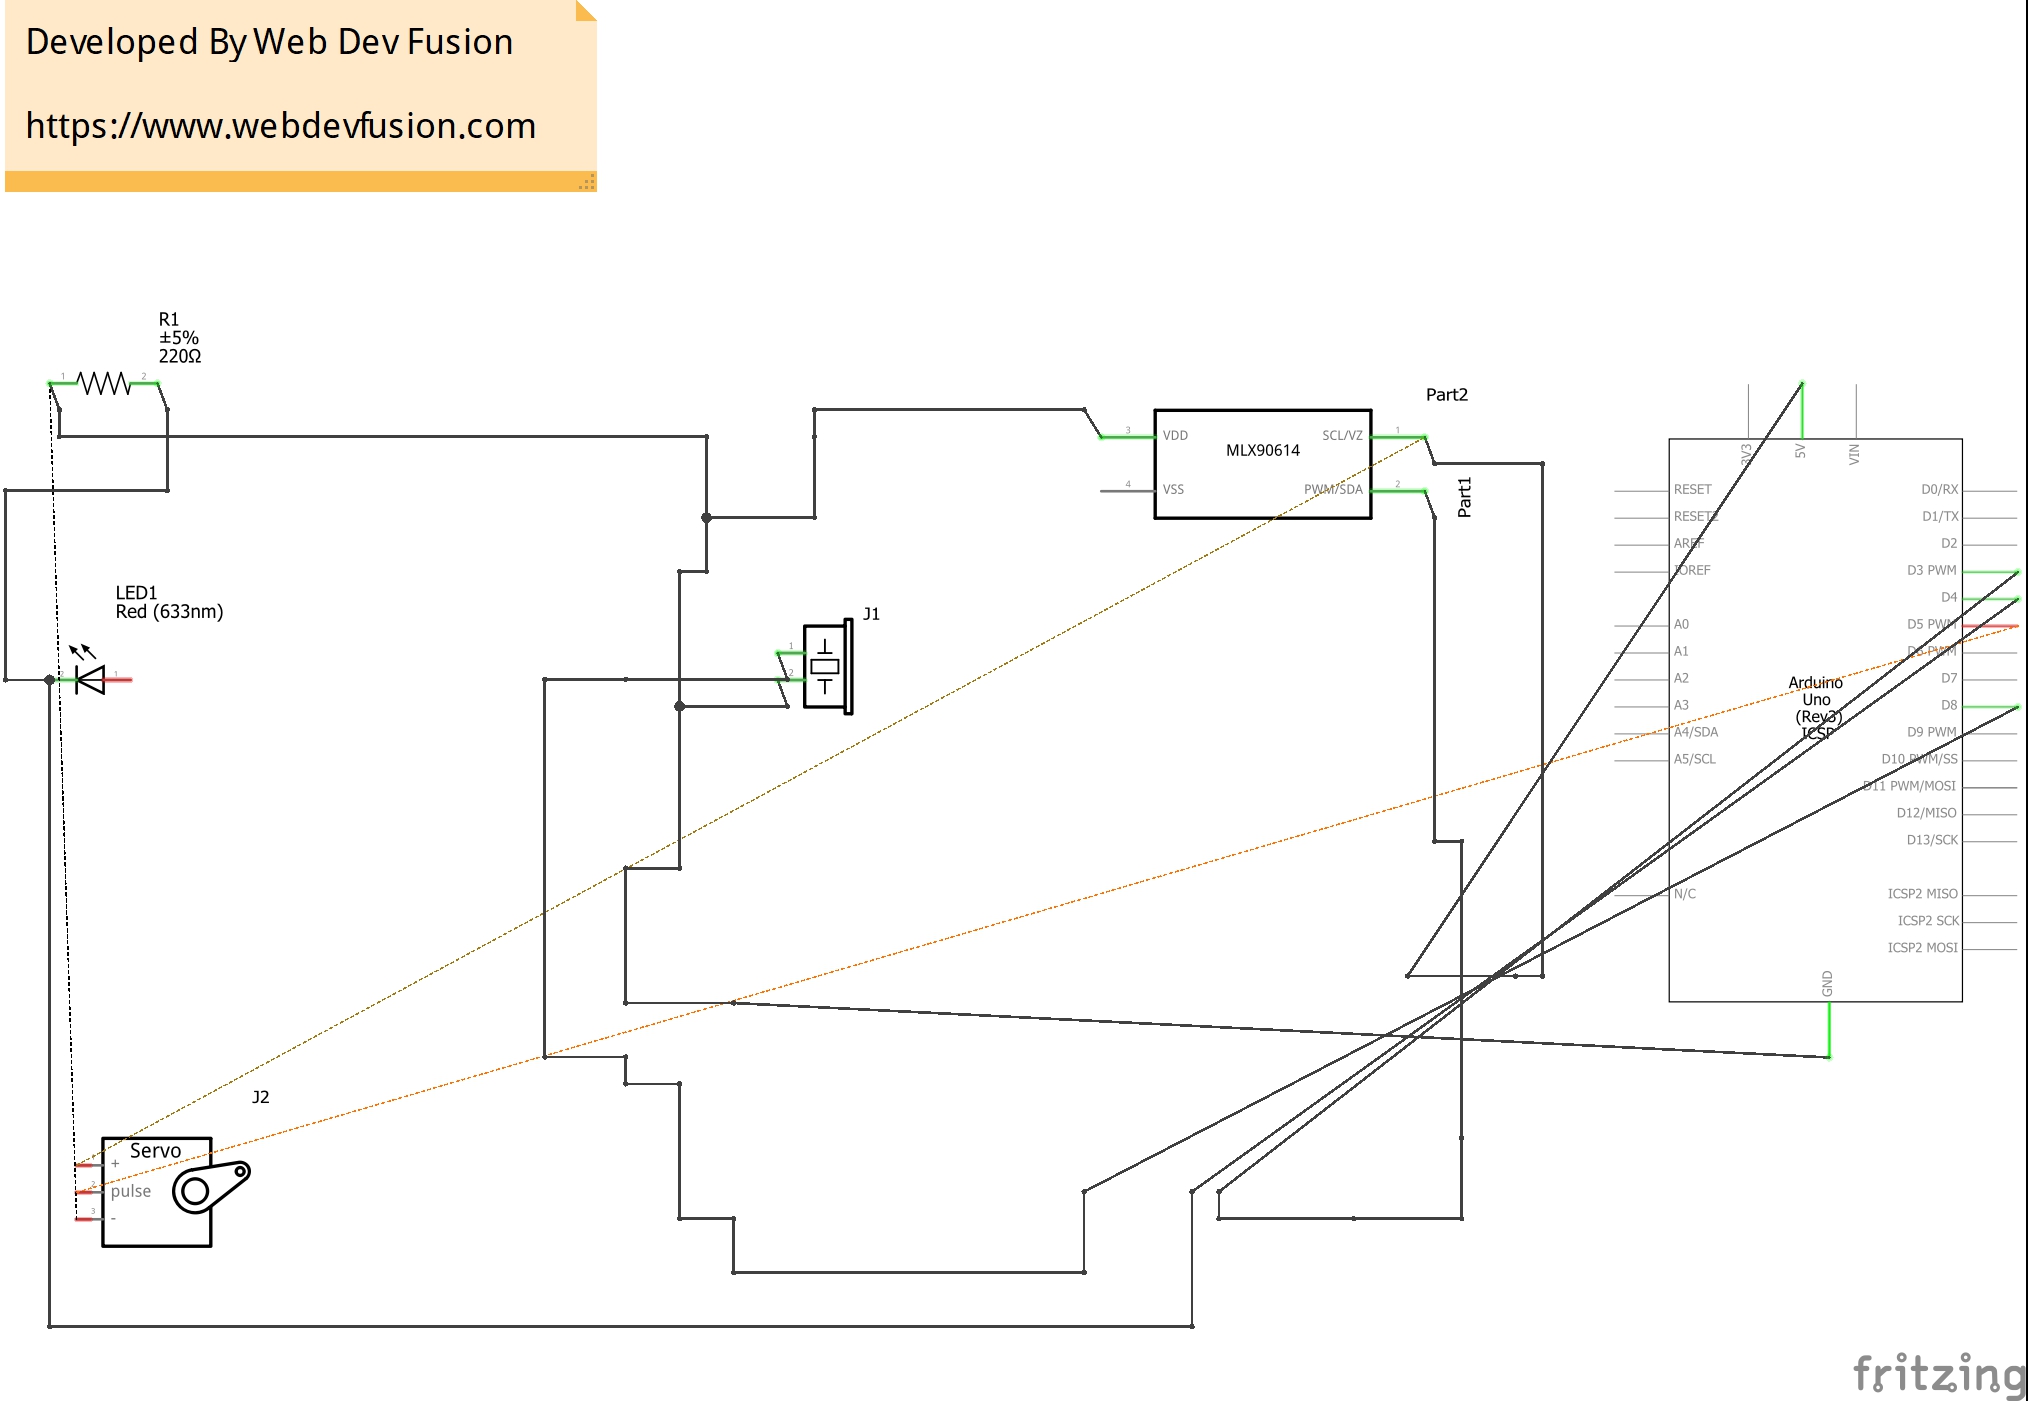 Developed By Web Dev Fusion
https://www.webdevfusion.com
R1
±5%
220Ω
1
2
LED1
Red (633nm)
1
J1
1
2
Part2
Part1
MLX90614
3
VDD
4
VSS
SCL/VZ
1
PWM/SDA
2
3V3
5V
VIN
RESET
RESET2
AREF
IOREF
A0
A1
A2
A3
A4/SDA
A5/SCL
N/C
D0/RX
D1/TX
D2
D3 PWM
D4
D5 PWM
D6 PWM
D7
D8
D9 PWM
D10 PWM/SS
D11 PWM/MOSI
D12/MISO
D13/SCK
ICSP2 MISO
ICSP2 SCK
ICSP2 MOSI
GND
Arduino
Uno
(Rev3)
ICSP
J2
Servo
+
2
pulse
3
-
fritzing